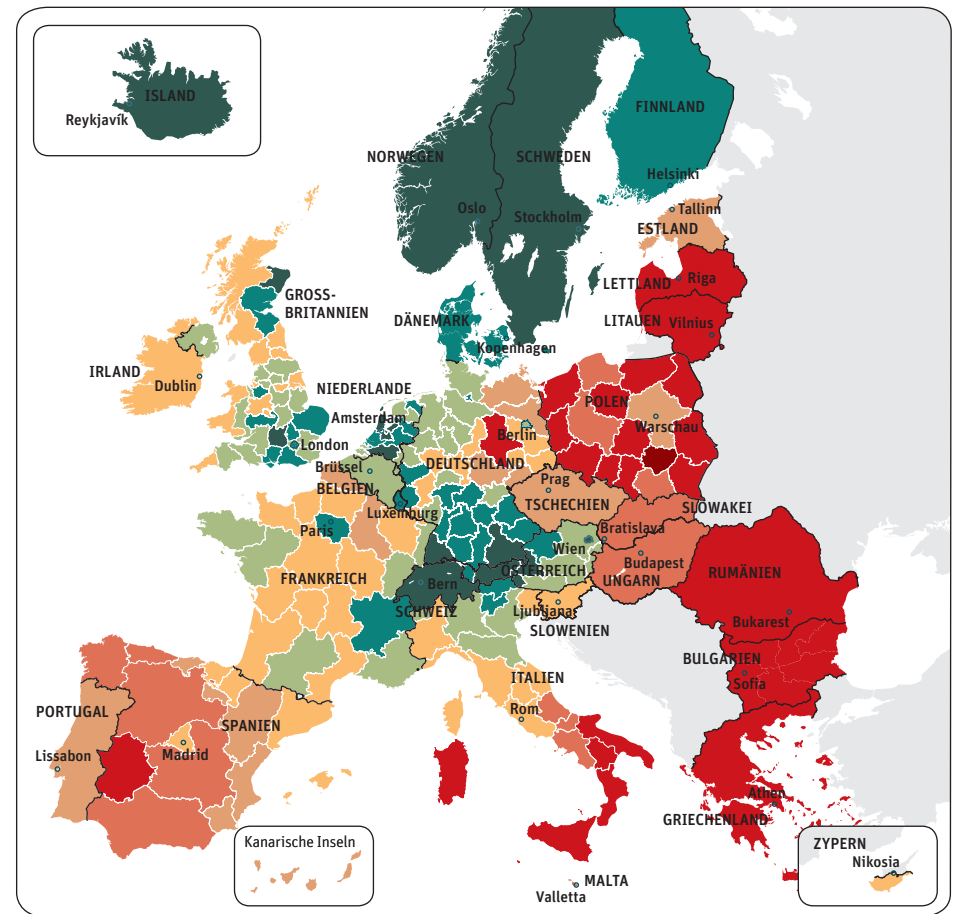 ISLAND
Reykjavík
NORWEGEN
SCHWEDEN
FINNLAND
Helsinki
Oslo
Stockholm
Tallinn
ESTLAND
LETTLAND
Riga
LITAUEN
Vilnius
GROSS-
BRITANNIEN
DÄNEMARK
Kopenhagen
IRLAND
Dublin
NIEDERLANDE
Amsterdam
London
POLEN
Warschau
Berlin
DEUTSCHLAND
Brüssel
BELGIEN
Luxemburg
Prag
TSCHECHIEN
SLOWAKEI
Bratislava
Paris
Wien
ÖSTERREICH
Budapest
UNGARN
RUMÄNIEN
Bukarest
FRANKREICH
Bern
SCHWEIZ
Ljubljana
SLOWENIEN
BULGARIEN
Sofia
ITALIEN
Rom
PORTUGAL
Lissabon
SPANIEN
Madrid
Athen
GRIECHENLAND
Kanarische Inseln
MALTA
Valletta
ZYPERN
Nikosia